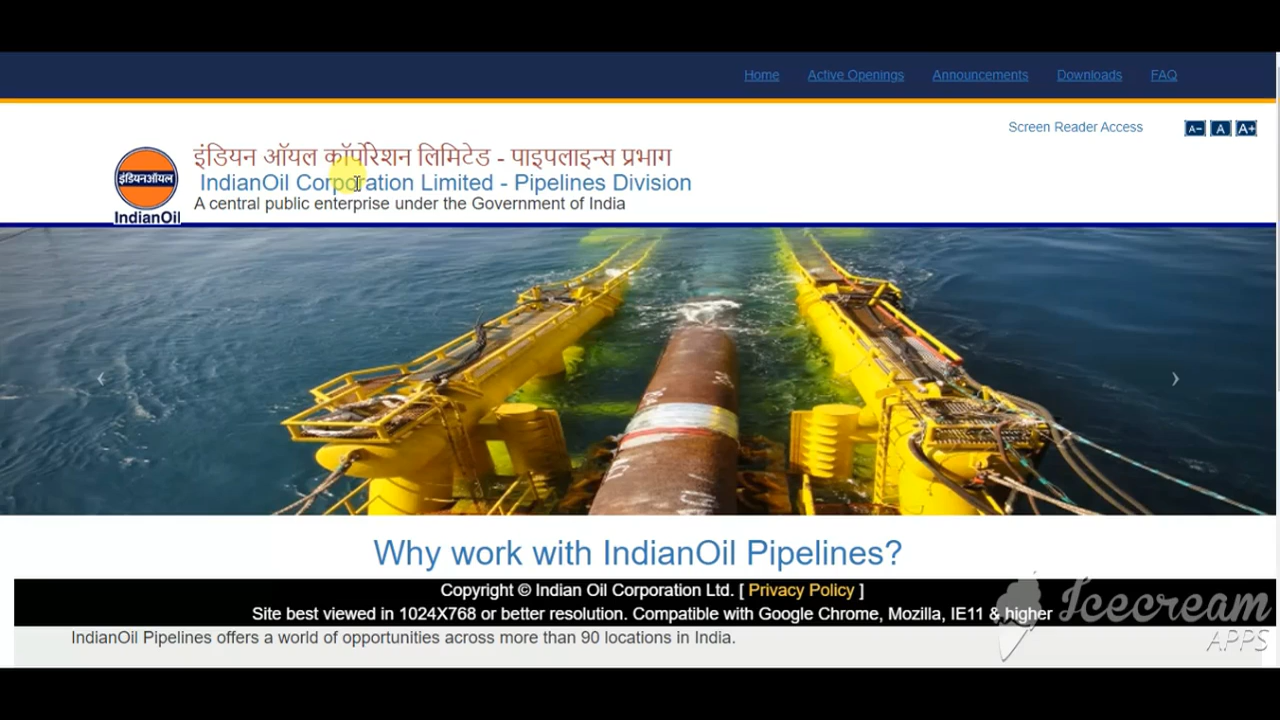 Home Active Openings Announcements Downloads FAQ
Screen Reader Access A- A A+
इंडियन ऑयल कॉर्पोरेशन लिमिटेड - पाइपलाइन्स प्रभाग
इंडियनऑयल
IndianOil Corporation Limited - Pipelines Division
A central public enterprise under the Government of India
IndianOil
Why work with IndianOil Pipelines?
Copyright © Indian Oil Corporation Ltd. [ Privacy Policy ]
Site best viewed in 1024X768 or better resolution. Compatible with Google Chrome, Mozilla, IE11 & higher
IndianOil Pipelines offers a world of opportunities across more than 90 locations in India.
Icecream
APPS